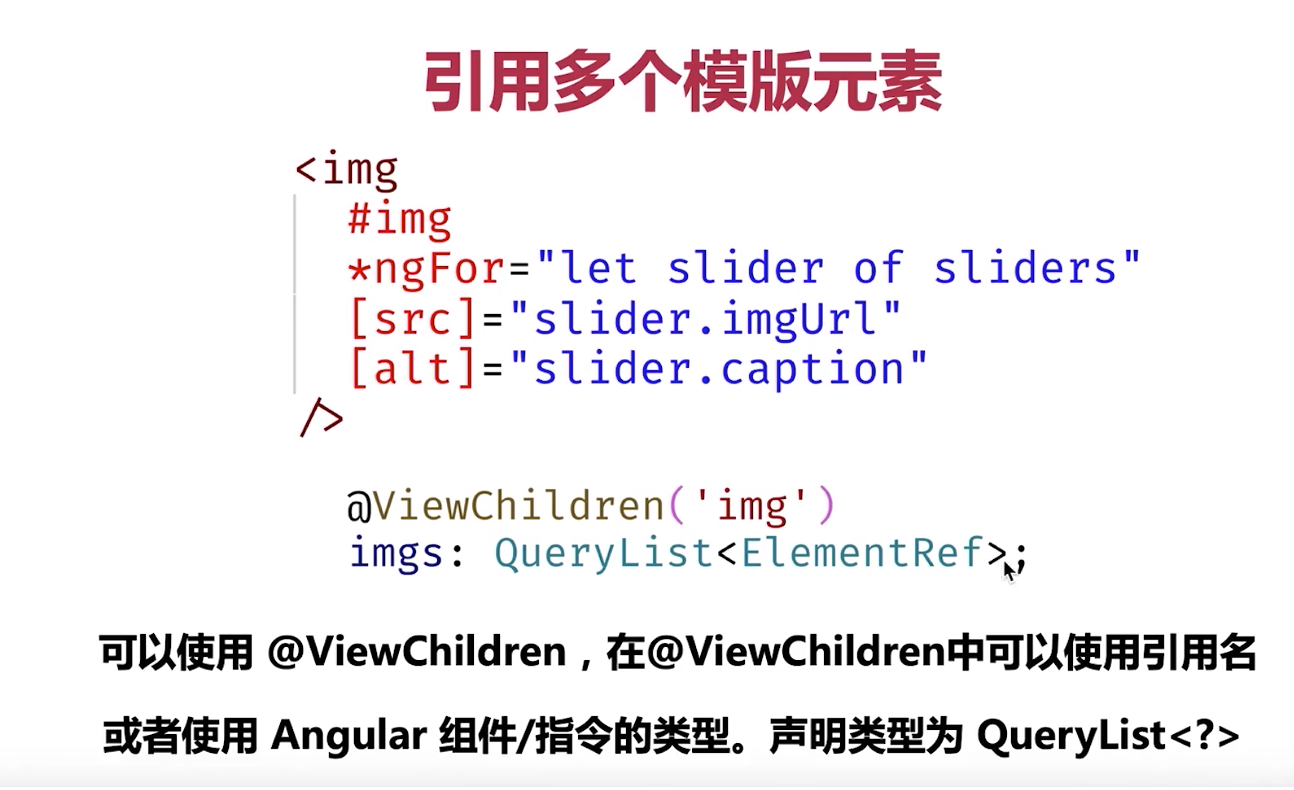 引用多个模版元素
<img
#img
*ngFor="let slider of sliders"
[src]="slider.imgUrl"
[alt]="slider.caption"
/>
@ViewChildren('img')
imgs: QueryList<ElementRef>;
可以使用 @ViewChildren，在@ViewChildren中可以使用引用名
或者使用 Angular 组件/指令的类型。声明类型为 QueryList<?>